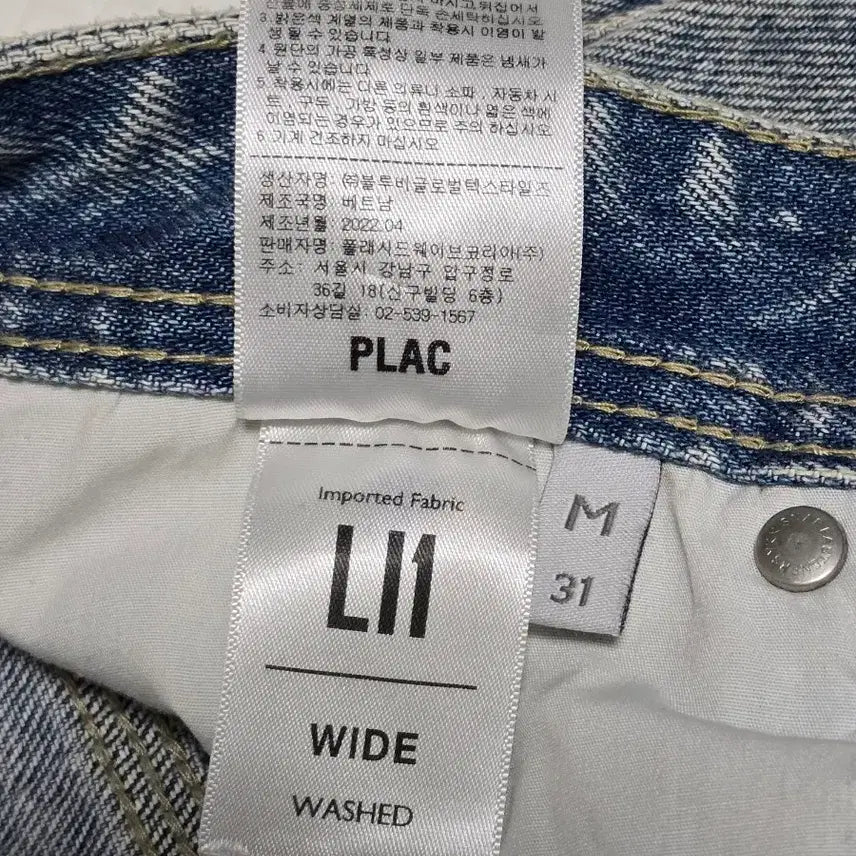 3. 밝은색 계열의 제품과 착용시 이염이 발
생될 수 있습니다
4. 원단의 가공 특성상 일부 제품은 냄새가
날 수 있습니다
5. 착용시에는 다른 의류나 소파, 자동차 시
트, 구두, 가방 등의 흰색이나 엷은 색에
이염되는 경우가 있으므로 주의 하십시오
6. 기계 건조하지 마십시오
생산자명: ㈜불투비글로벌텍스타일즈
제조국명: 베트남
제조년월: 2022.04
판매자명: 플래시드웨이브코리아(주)
주소: 서울시 강남구 압구정로
36길 18(신구빌딩 6층)
소비자상담실: 02-539-1567
PLAC
Imported Fabric
LI1
WIDE
WASHED
M
31